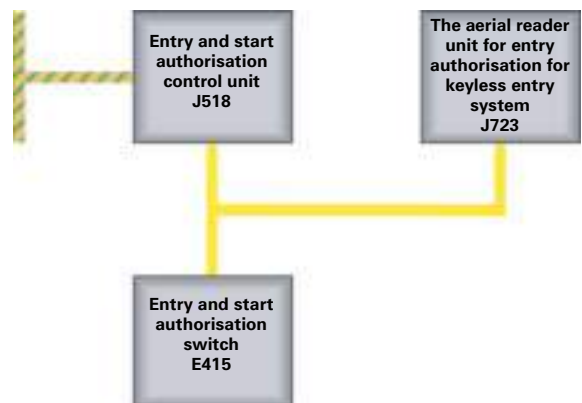 Entry and start
authorisation
control unit
J518
The aerial reader
unit for entry
authorisation for
keyless entry
system
J723
Entry and start
authorisation
switch
E415